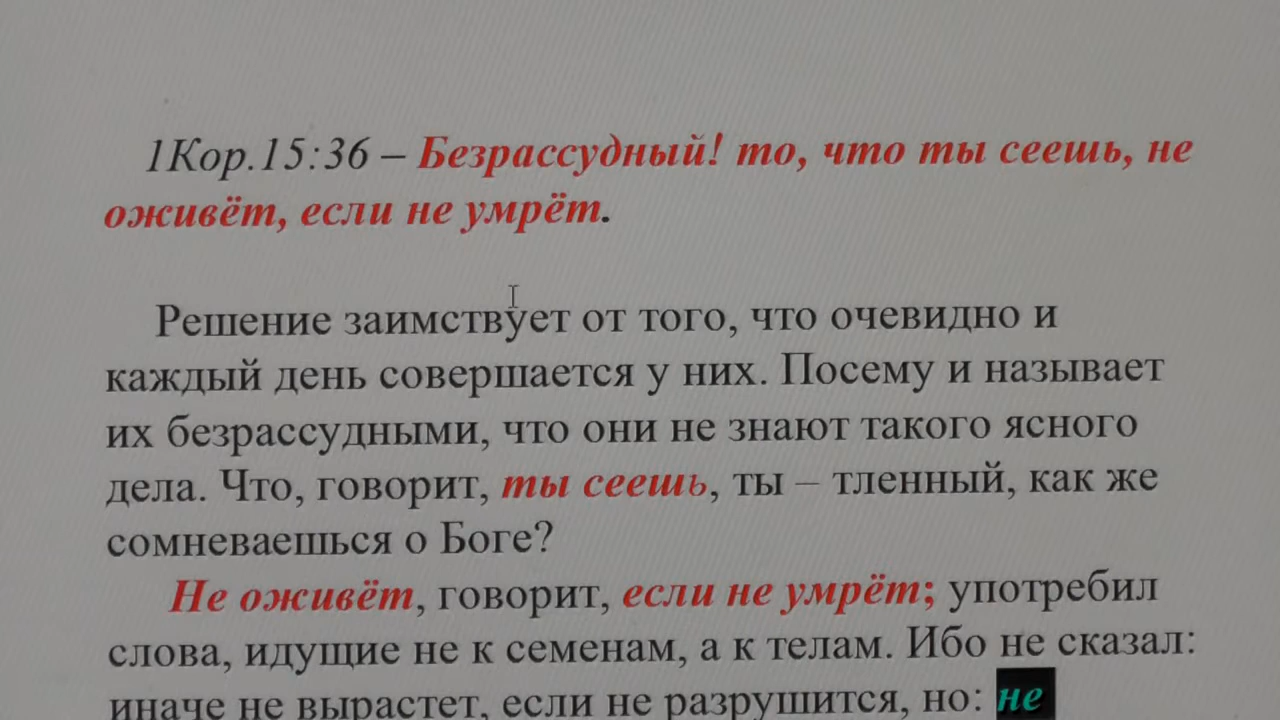 1Кор.15:36 – Безрассудный! то, что ты сеешь, не
оживёт, если не умрёт.
Решение заимствует от того, что очевидно и
каждый день совершается у них. Посему и называет
их безрассудными, что они не знают такого ясного
дела. Что, говорит, ты сеешь, ты – тленный, как же
сомневаешься о Боге?
Не оживёт, говорит, если не умрёт; употребил
слова, идущие не к семенам, а к телам. Ибо не сказал:
иначе не вырастет, если не разрушится, но: не